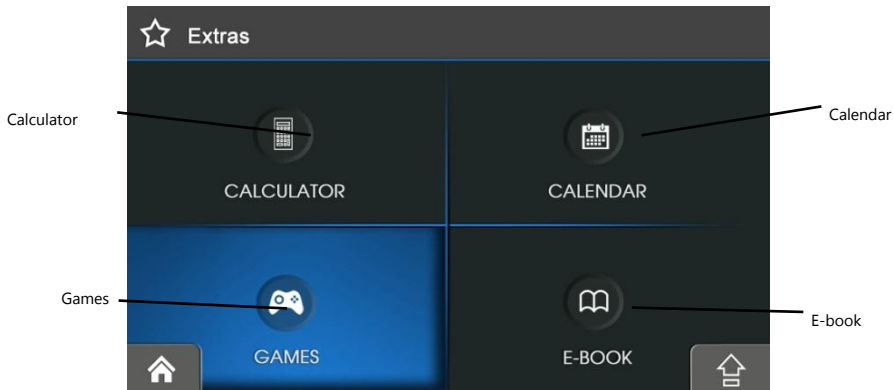 Extras
Calculator
Calendar
CALCULATOR
CALENDAR
Games
E-book
GAMES
E-BOOK